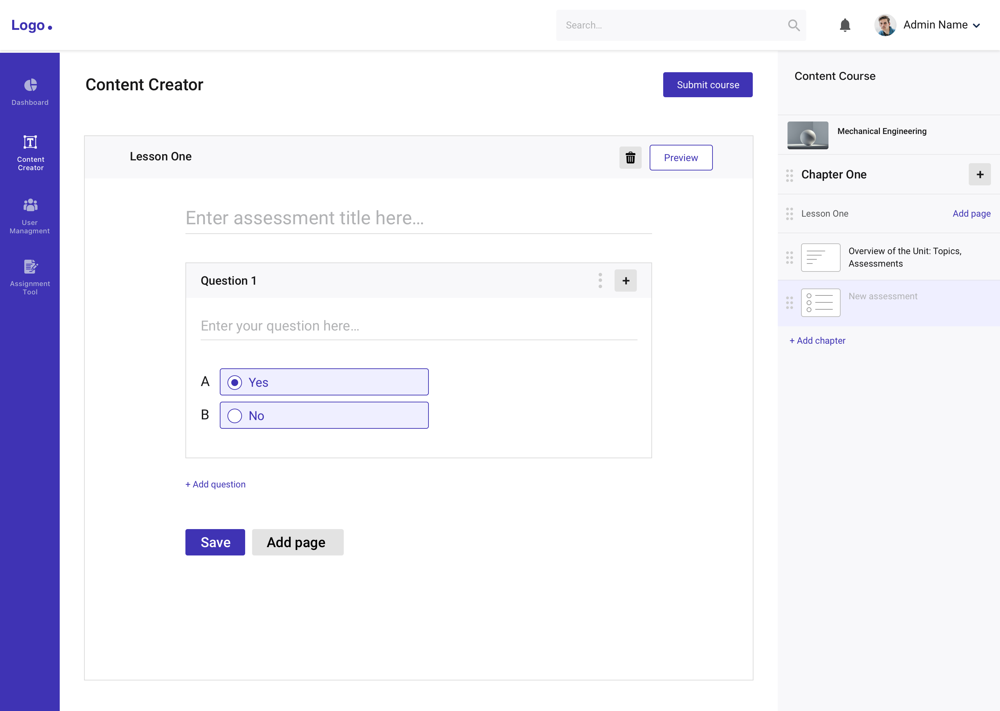 Logo
Search...
Admin Name
Dashboard
Content
Creator
User
Managment
Assignment
Tool
Content Creator
Submit course
Lesson One
Preview
Enter assessment title here...
Question 1
+
Enter your question here...
A
Yes
B
No
+ Add question
Save
Add page
Content Course
Mechanical Engineering
Chapter One
+
Lesson One
Add page
Overview of the Unit: Topics,
Assessments
New assessment
+ Add chapter